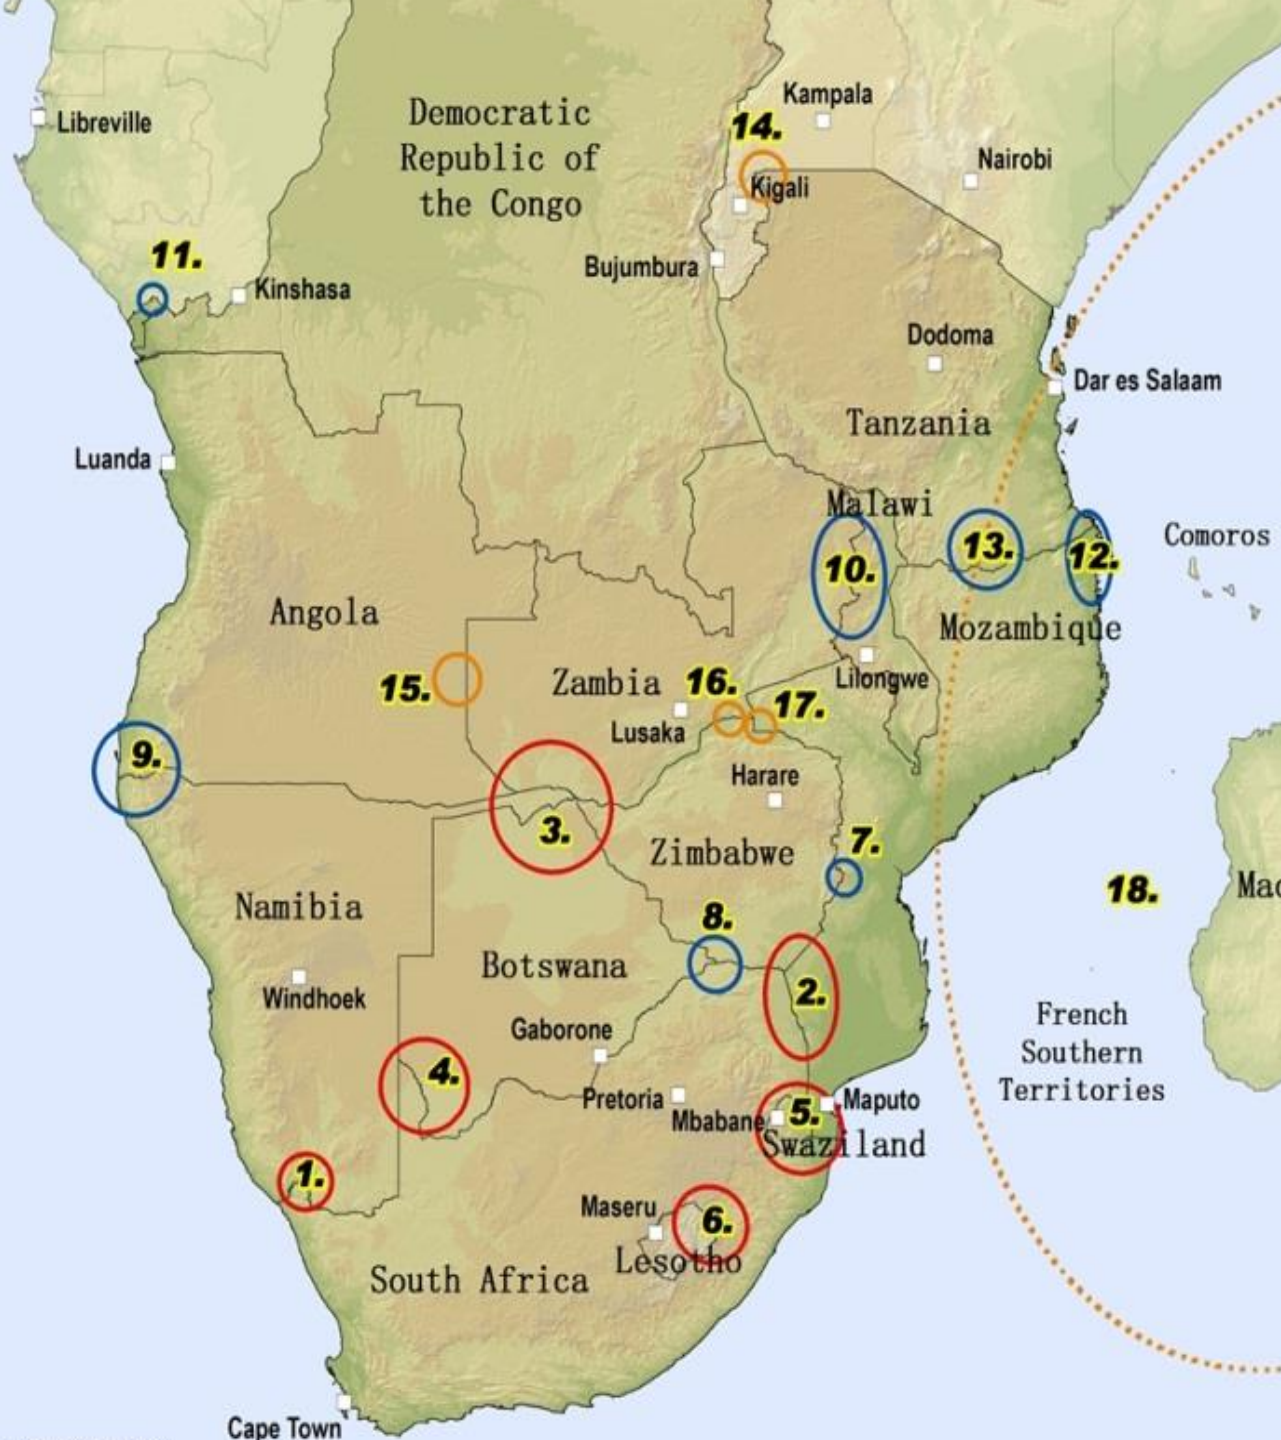 Kampala
Democratic
Republic of
the Congo
Libreville
14.
Nairobi
Kigali
11.
Bujumbura
Kinshasa
Dodoma
Dar es Salaam
Tanzania
Luanda
Malawi
Comoros
13.
12.
10.
Angola
Mozambique
Lilongwe
Zambia
16.
15.
17.
Lusaka
9.
Harare
3.
Zimbabwe
7.
18.
Mad
Namibia
8.
Botswana
2.
Windhoek
French
Southern
Territories
Gaborone
4.
Pretoria
Maputo
5.
Mbabane
Swaziland
1.
Maseru
6.
Lesotho
South Africa
Cape Town